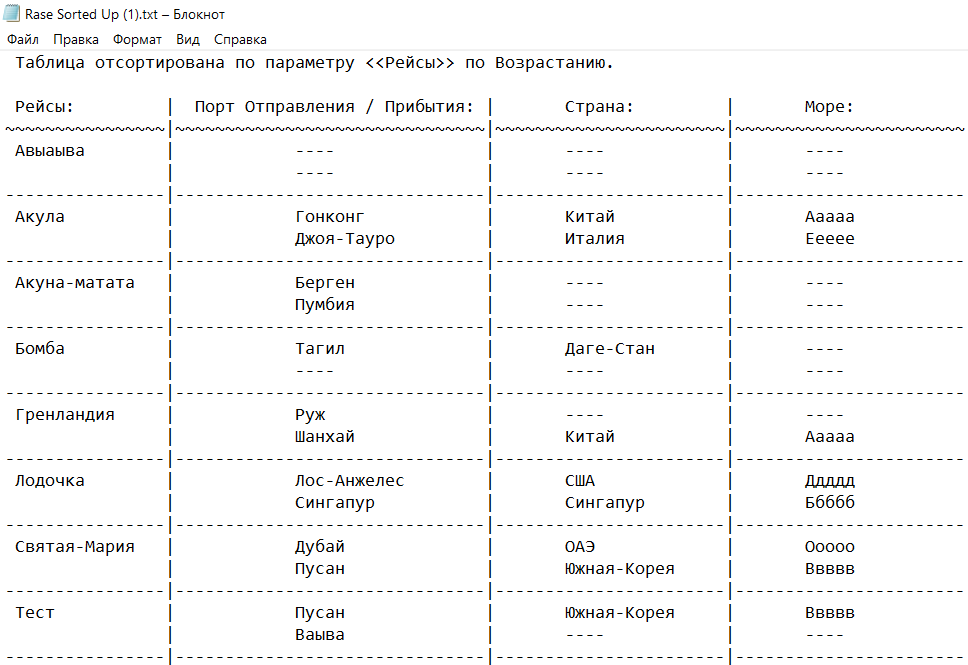 Rase Sorted Up (1).txt – Блокнот
Файл Правка Формат Вид Справка
Таблица отсортирована по параметру <<Рейсы>> по Возрастанию.
Рейсы: | Порт Отправления / Прибытия: | Страна: | Море:
~~~~~~~~~~~~~~~~|~~~~~~~~~~~~~~~~~~~~~~~~~~~~~~~|~~~~~~~~~~~~~~~~~~~~~~~|~~~~~~~~~~~~~~~~~~~~~~~
Авыаыва | ---- | ---- | ----
| ---- | ---- | ----
----------------|-------------------------------|-----------------------|-----------------------
Акула | Гонконг | Китай | Ааааа
| Джоя-Тауро | Италия | Еееее
----------------|-------------------------------|-----------------------|-----------------------
Акуна-матата | Берген | ---- | ----
| Пумбия | ---- | ----
----------------|-------------------------------|-----------------------|-----------------------
Бомба | Тагил | Даге-Стан | ----
| ---- | ---- | ----
----------------|-------------------------------|-----------------------|-----------------------
Гренландия | Руж | ---- | ----
| Шанхай | Китай | Ааааа
----------------|-------------------------------|-----------------------|-----------------------
Лодочка | Лос-Анжелес | США | Ддддд
| Сингапур | Сингапур | Ббббб
----------------|-------------------------------|-----------------------|-----------------------
Святая-Мария | Дубай | ОАЭ | Ооооо
| Пусан | Южная-Корея | Ввввв
----------------|-------------------------------|-----------------------|-----------------------
Тест | Пусан | Южная-Корея | Ввввв
| Ваыва | ---- | ----
----------------|-------------------------------|-----------------------|-----------------------